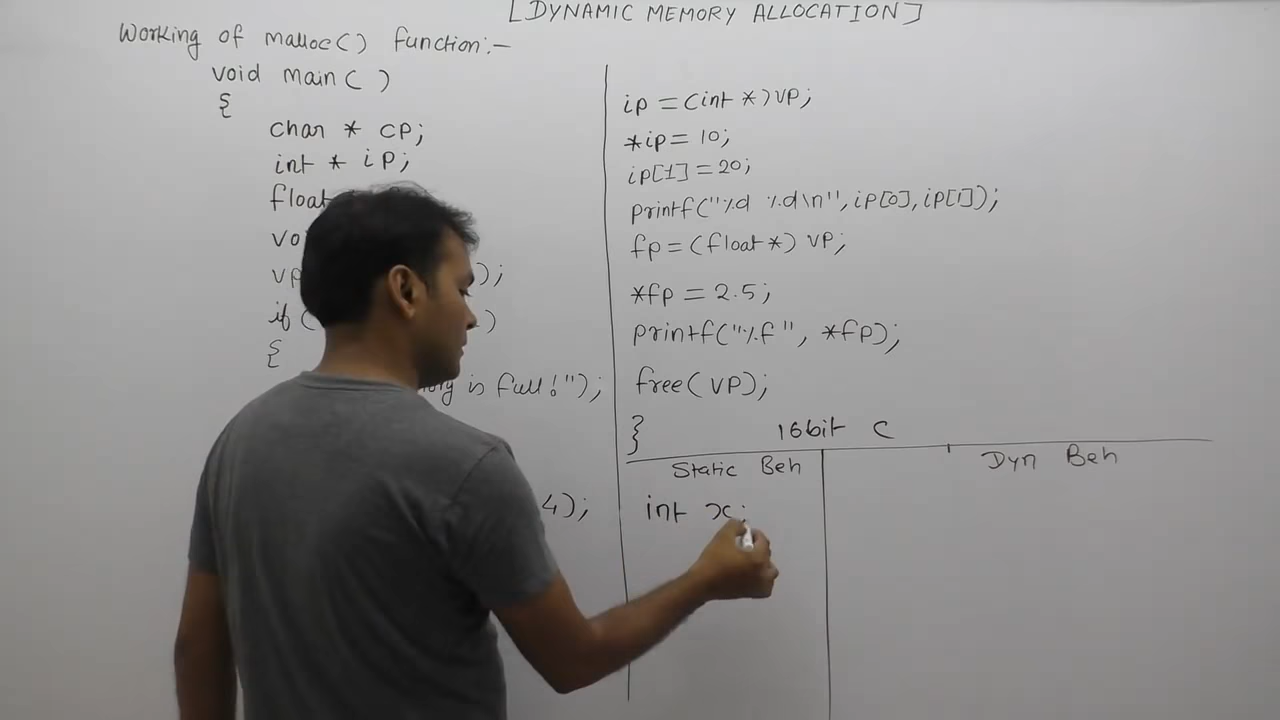 [DYNAMIC MEMORY ALLOCATION]
Working of malloc() function:-
void main( )
{
char * cp;
int * ip;
float
vo
vp );
if ( )
{
is full!");
4);
ip = (int *)vp;
*ip = 10;
ip[1] = 20;
printf("%d %d\n", ip[0], ip[1]);
fp = (float*) vp;
*fp = 2.5;
printf("%f", *fp);
free(vp);
}
16bit C
Static Beh
Dyn Beh
int x;